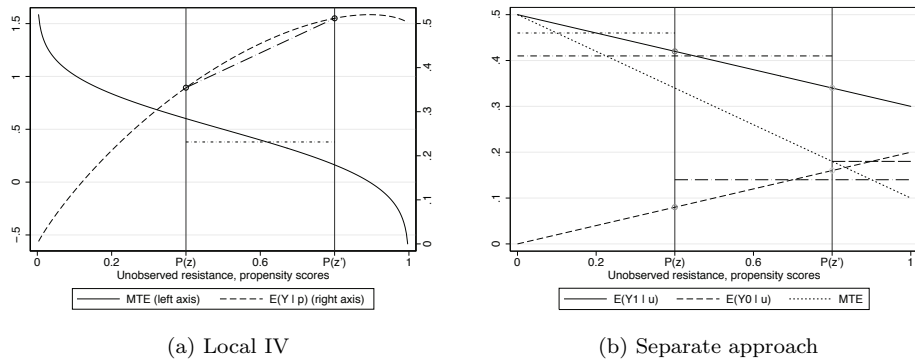 1.5
1
.5
0
-.5
.5
.4
.3
.2
.1
0
0
0.2
P(z)
0.6
P(z')
1
Unobserved resistance, propensity scores
MTE (left axis)
E(Y | p) (right axis)
(a) Local IV
.5
.4
.3
.2
.1
0
0
0.2
P(z)
0.6
P(z')
1
Unobserved resistance, propensity scores
E(Y1 | u)
E(Y0 | u)
MTE
(b) Separate approach